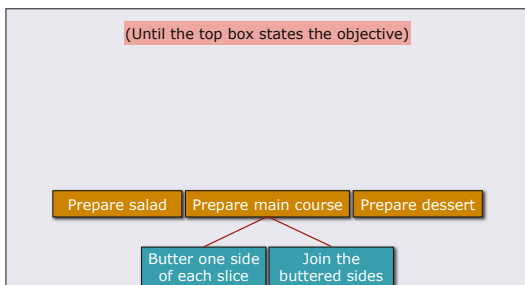 (Until the top box states the objective)
Prepare salad
Prepare main course
Prepare dessert
Butter one side
of each slice
Join the
buttered sides